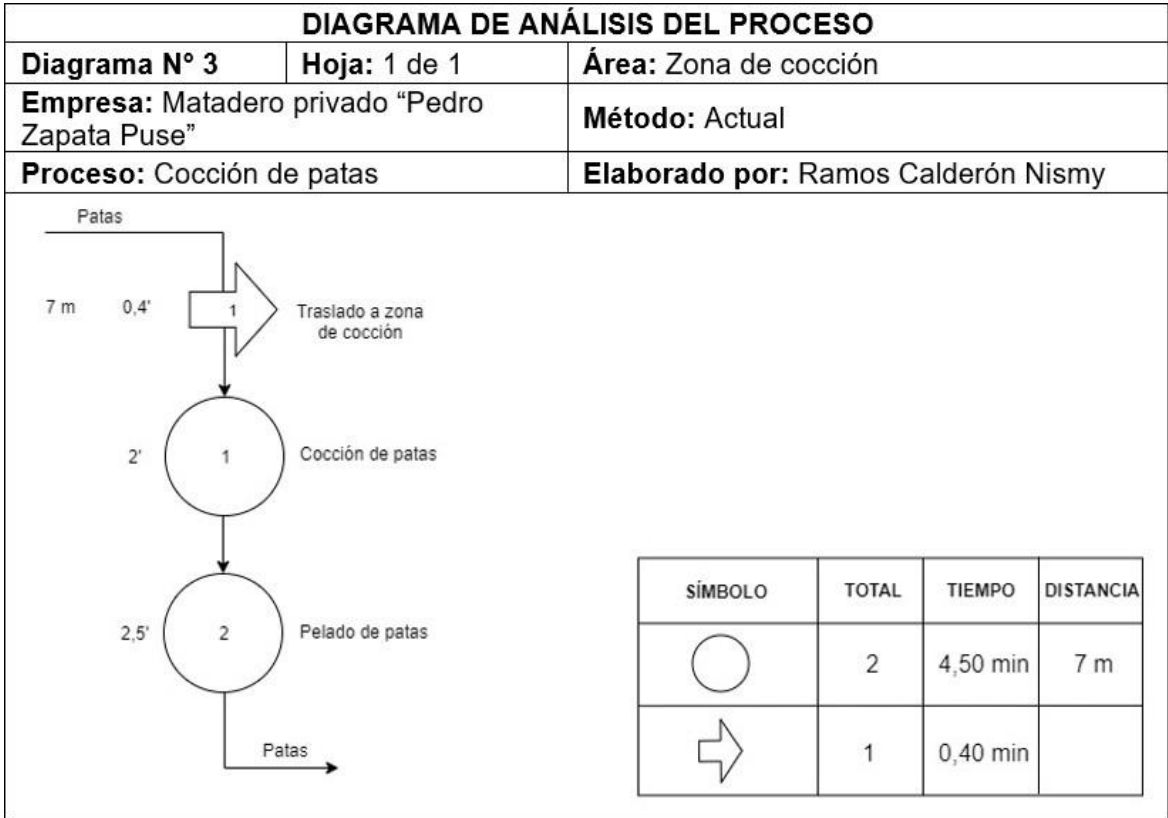 DIAGRAMA DE ANÁLISIS DEL PROCESO
Diagrama N° 3
Hoja: 1 de 1
Área: Zona de cocción
Empresa: Matadero privado “Pedro
Zapata Puse”
Método: Actual
Proceso: Cocción de patas
Elaborado por: Ramos Calderón Nismy
Patas
7 m
0,4'
1
Traslado a zona
de cocción
2'
1
Cocción de patas
2,5'
2
Pelado de patas
Patas
SÍMBOLO
TOTAL
TIEMPO
DISTANCIA
2
4,50 min
7 m
1
0,40 min